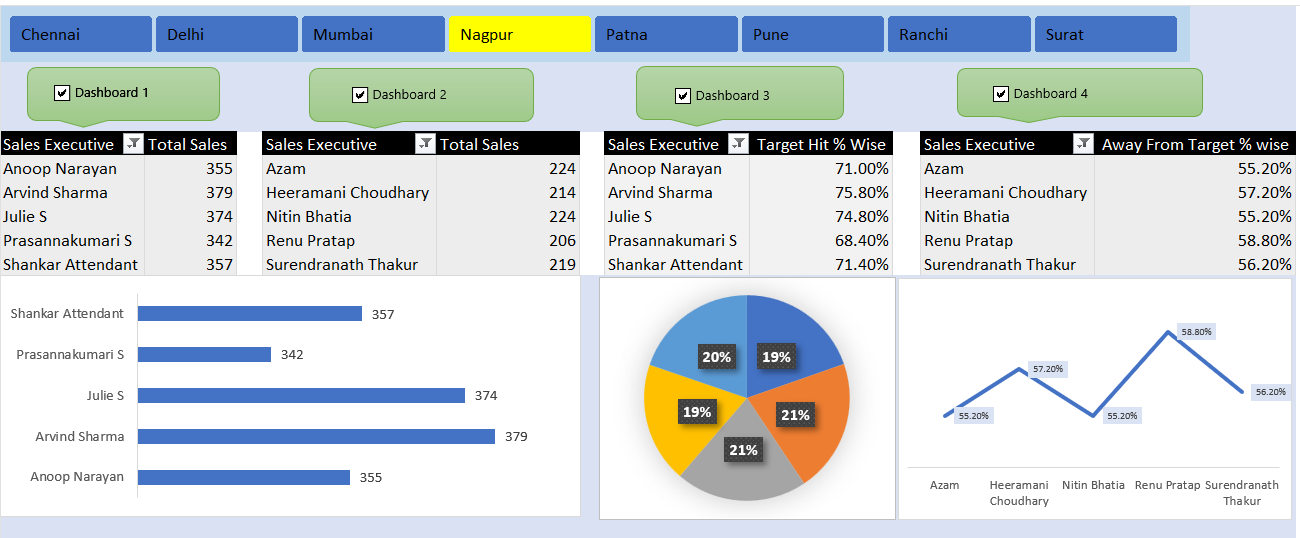 Chennai Delhi Mumbai Nagpur Patna Pune Ranchi Surat
Dashboard 1 Dashboard 2 Dashboard 3 Dashboard 4
Sales Executive Total Sales
Anoop Narayan 355
Arvind Sharma 379
Julie S 374
Prasannakumari S 342
Shankar Attendant 357
Sales Executive Total Sales
Azam 224
Heeramani Choudhary 214
Nitin Bhatia 224
Renu Pratap 206
Surendranath Thakur 219
Sales Executive Target Hit % Wise
Anoop Narayan 71.00%
Arvind Sharma 75.80%
Julie S 74.80%
Prasannakumari S 68.40%
Shankar Attendant 71.40%
Sales Executive Away From Target % wise
Azam 55.20%
Heeramani Choudhary 57.20%
Nitin Bhatia 55.20%
Renu Pratap 58.80%
Surendranath Thakur 56.20%
Shankar Attendant 357
Prasannakumari S 342
Julie S 374
Arvind Sharma 379
Anoop Narayan 355
20% 19%
19% 21%
21%
58.80%
57.20%
56.20%
55.20% 55.20%
Azam Heeramani Nitin Bhatia Renu Pratap Surendranath
Choudhary Thakur